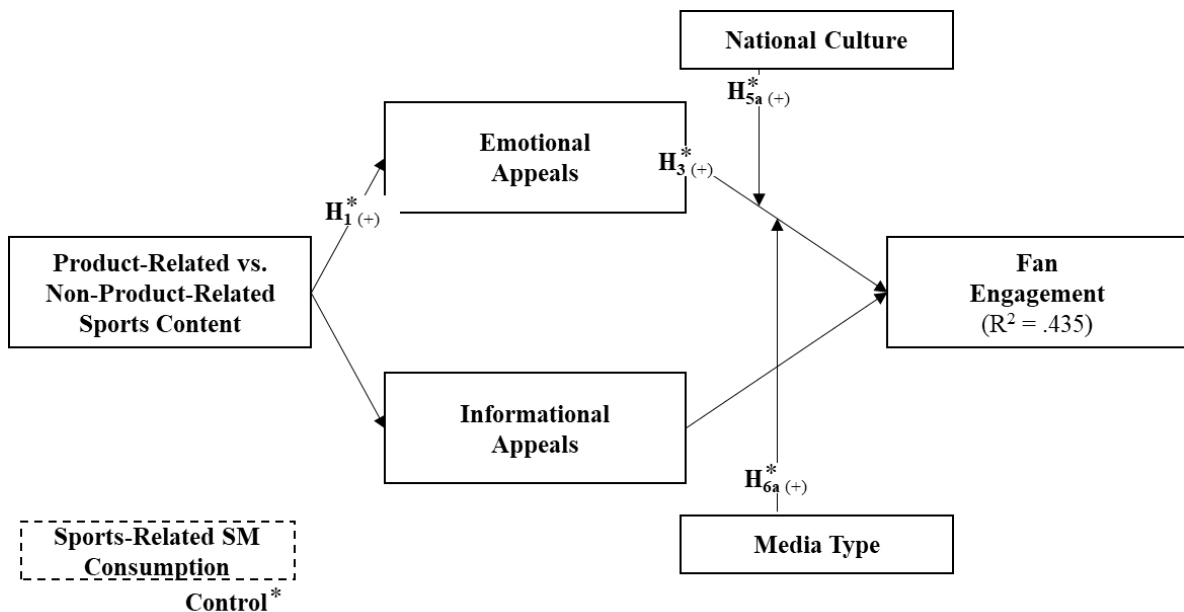 National Culture
H*5a (+)
Emotional
Appeals
H*3 (+)
H*1 (+)
Product-Related vs.
Non-Product-Related
Sports Content
Fan
Engagement
(R² = .435)
Informational
Appeals
H*6a (+)
Media Type
Sports-Related SM
Consumption
Control*